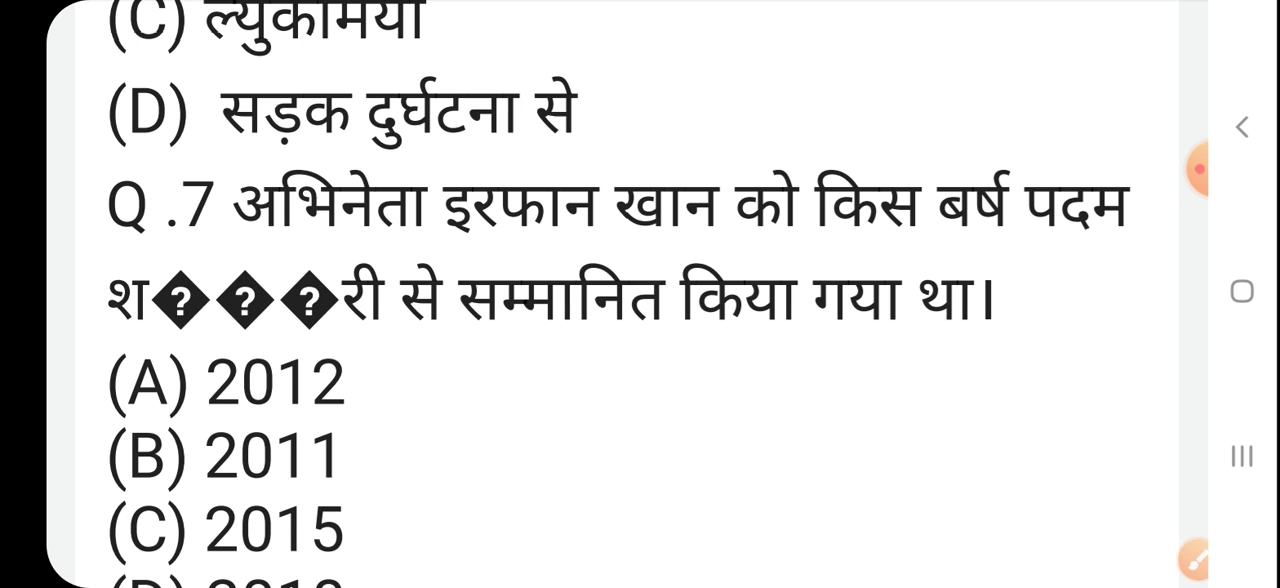 (C) ल्युकीमिया
(D) सड़क दुर्घटना से
Q .7 अभिनेता इरफान खान को किस बर्ष पदम
श���री से सम्मानित किया गया था।
(A) 2012
(B) 2011
(C) 2015